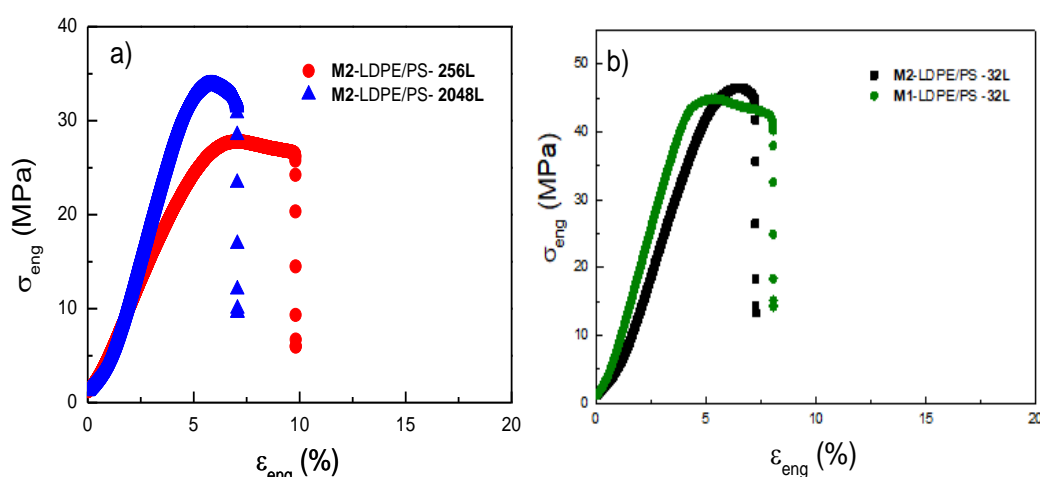 a)
M2-LDPE/PS- 256L
M2-LDPE/PS- 2048L
σeng (MPa)
40
30
20
10
0
0 5 10 15 20
εeng (%)
b)
M2-LDPE/PS -32L
M1-LDPE/PS -32L
σeng (MPa)
50
40
30
20
10
0
0 5 10 15 20
εeng (%)